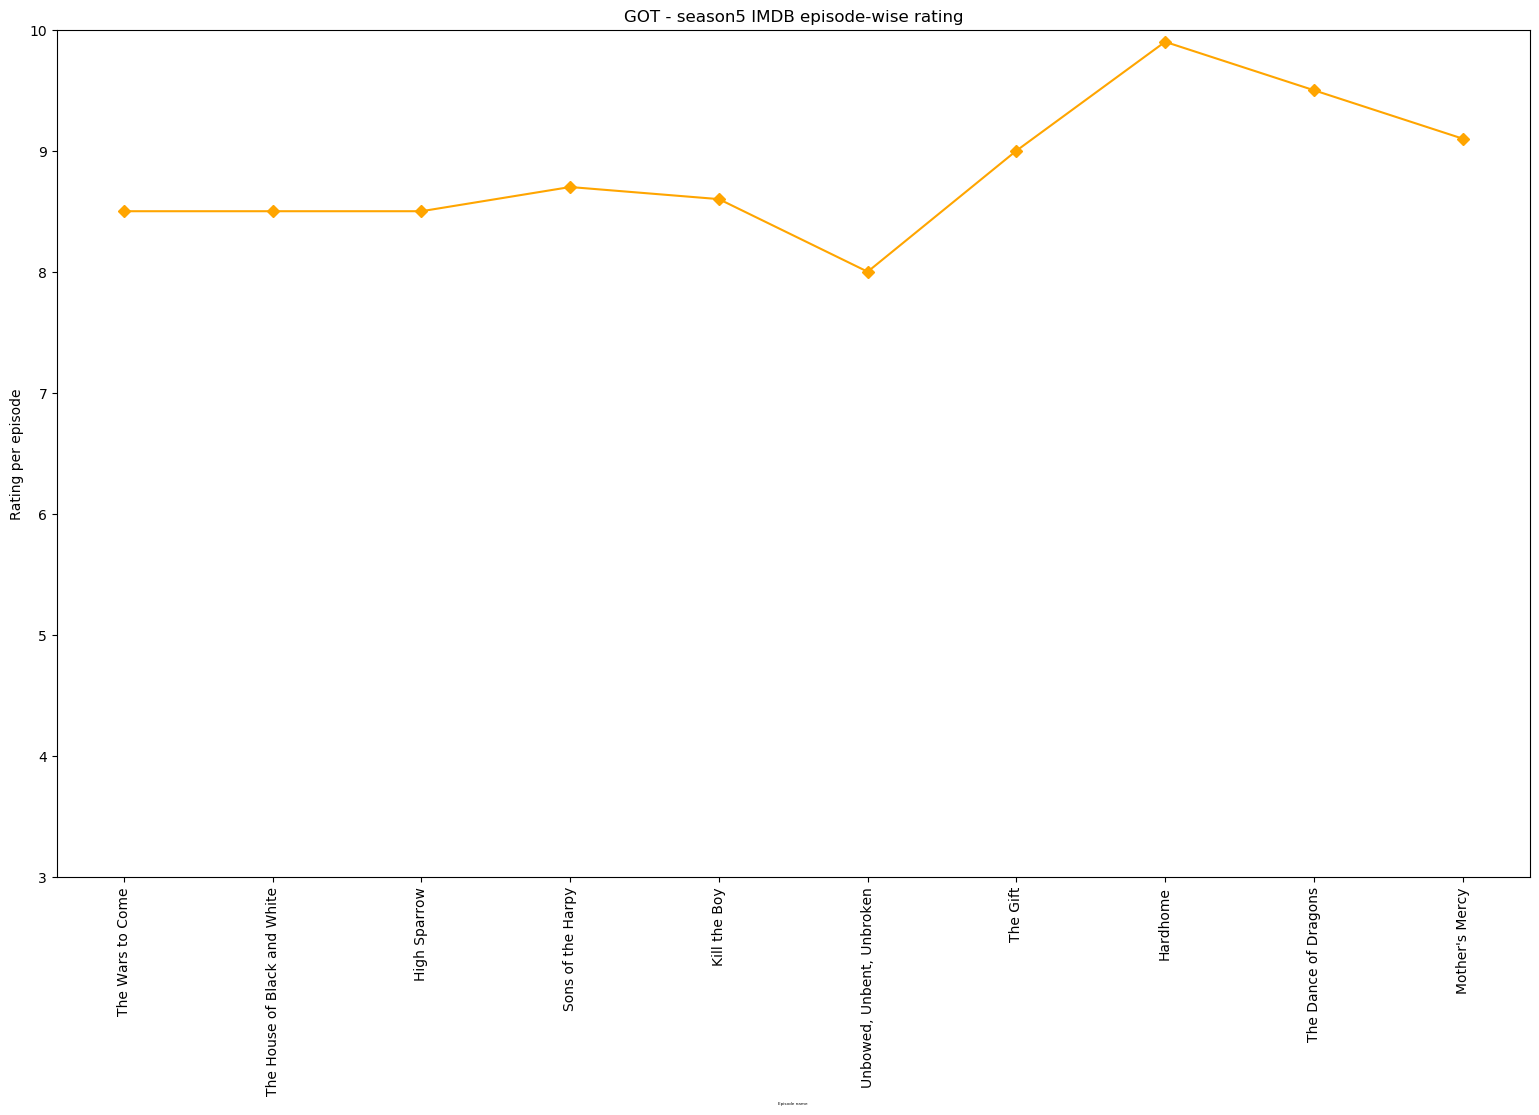 GOT - season5 IMDB episode-wise rating
Rating per episode
10
9
8
7
6
5
4
3
The Wars to Come
The House of Black and White
High Sparrow
Sons of the Harpy
Kill the Boy
Unbowed, Unbent, Unbroken
The Gift
Hardhome
The Dance of Dragons
Mother's Mercy
Episode name